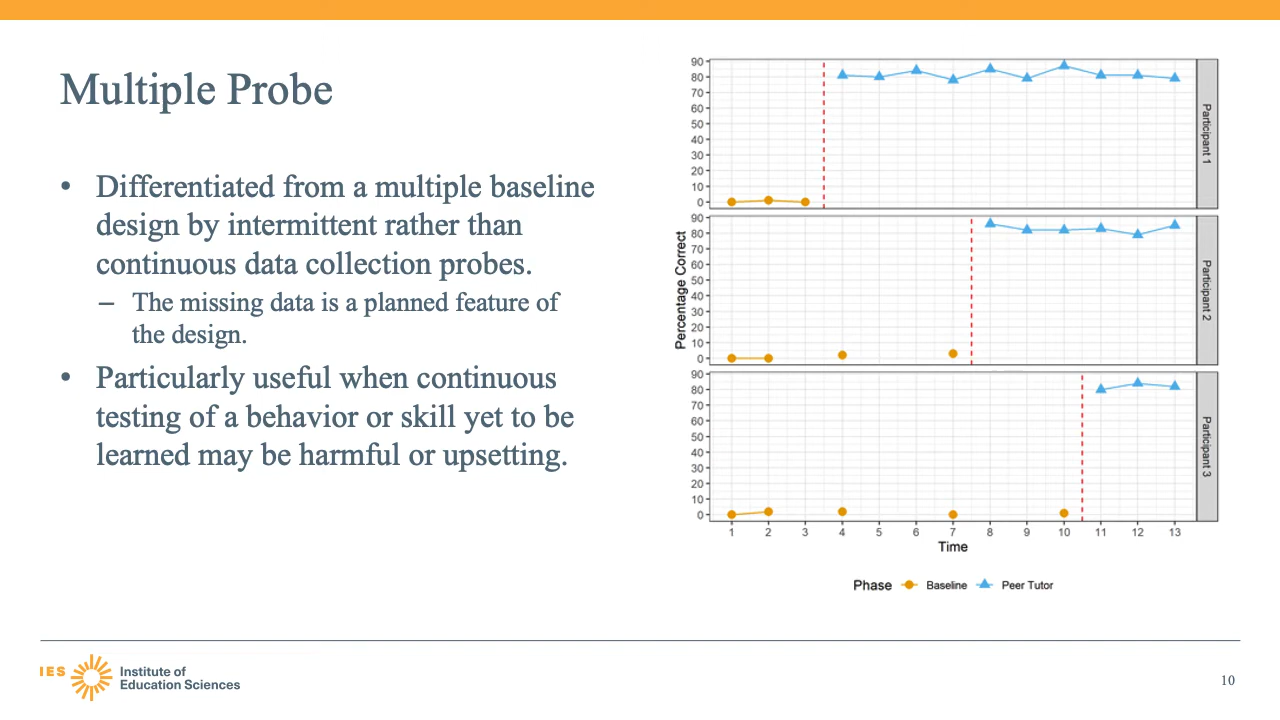 Multiple Probe
• Differentiated from a multiple baseline
design by intermittent rather than
continuous data collection probes.
– The missing data is a planned feature of
the design.
• Particularly useful when continuous
testing of a behavior or skill yet to be
learned may be harmful or upsetting.
Percentage Correct
90
80
70
60
50
40
30
20
10
0
Participant 1
90
80
70
60
50
40
30
20
10
0
Participant 2
90
80
70
60
50
40
30
20
10
0
Participant 3
1 2 3 4 5 6 7 8 9 10 11 12 13
Time
Phase Baseline Peer Tutor
IES
Institute of
Education Sciences
10